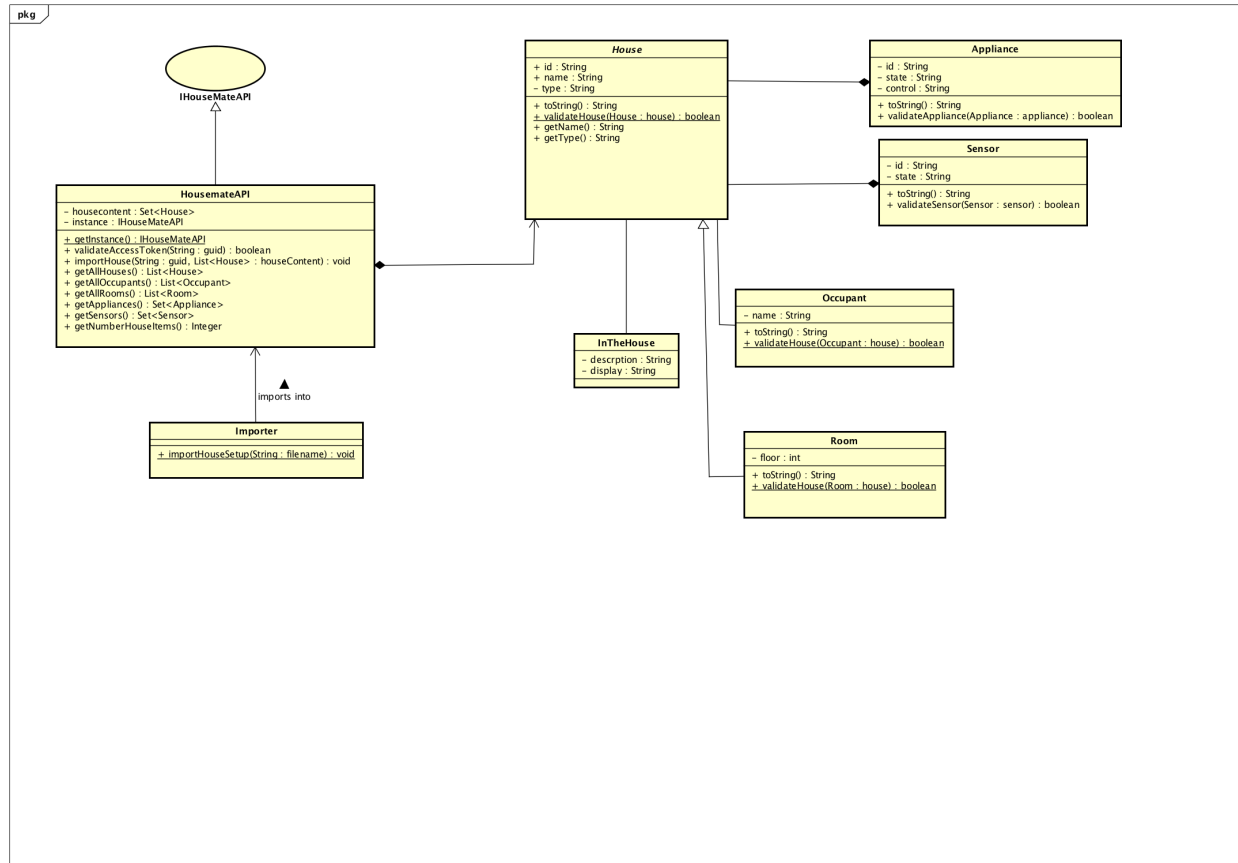 pkg
IHouseMateAPI
HousemateAPI
– housecontent : Set<House>
– instance : IHouseMateAPI
+ getInstance() : IHouseMateAPI
+ validateAccessToken(String : guid) : boolean
+ importHouse(String : guid, List<House> : houseContent) : void
+ getAllHouses() : List<House>
+ getAllOccupants() : List<Occupant>
+ getAllRooms() : List<Room>
+ getAppliances() : Set<Appliance>
+ getSensors() : Set<Sensor>
+ getNumberHouseItems() : Integer
imports into
Importer
+ importHouseSetup(String : filename) : void
House
+ id : String
+ name : String
– type : String
+ toString() : String
+ validateHouse(House : house) : boolean
+ getName() : String
+ getType() : String
InTheHouse
– descrption : String
– display : String
Appliance
– id : String
– state : String
– control : String
+ toString() : String
+ validateAppliance(Appliance : appliance) : boolean
Sensor
– id : String
– state : String
+ toString() : String
+ validateSensor(Sensor : sensor) : boolean
Occupant
– name : String
+ toString() : String
+ validateHouse(Occupant : house) : boolean
Room
– floor : int
+ toString() : String
+ validateHouse(Room : house) : boolean